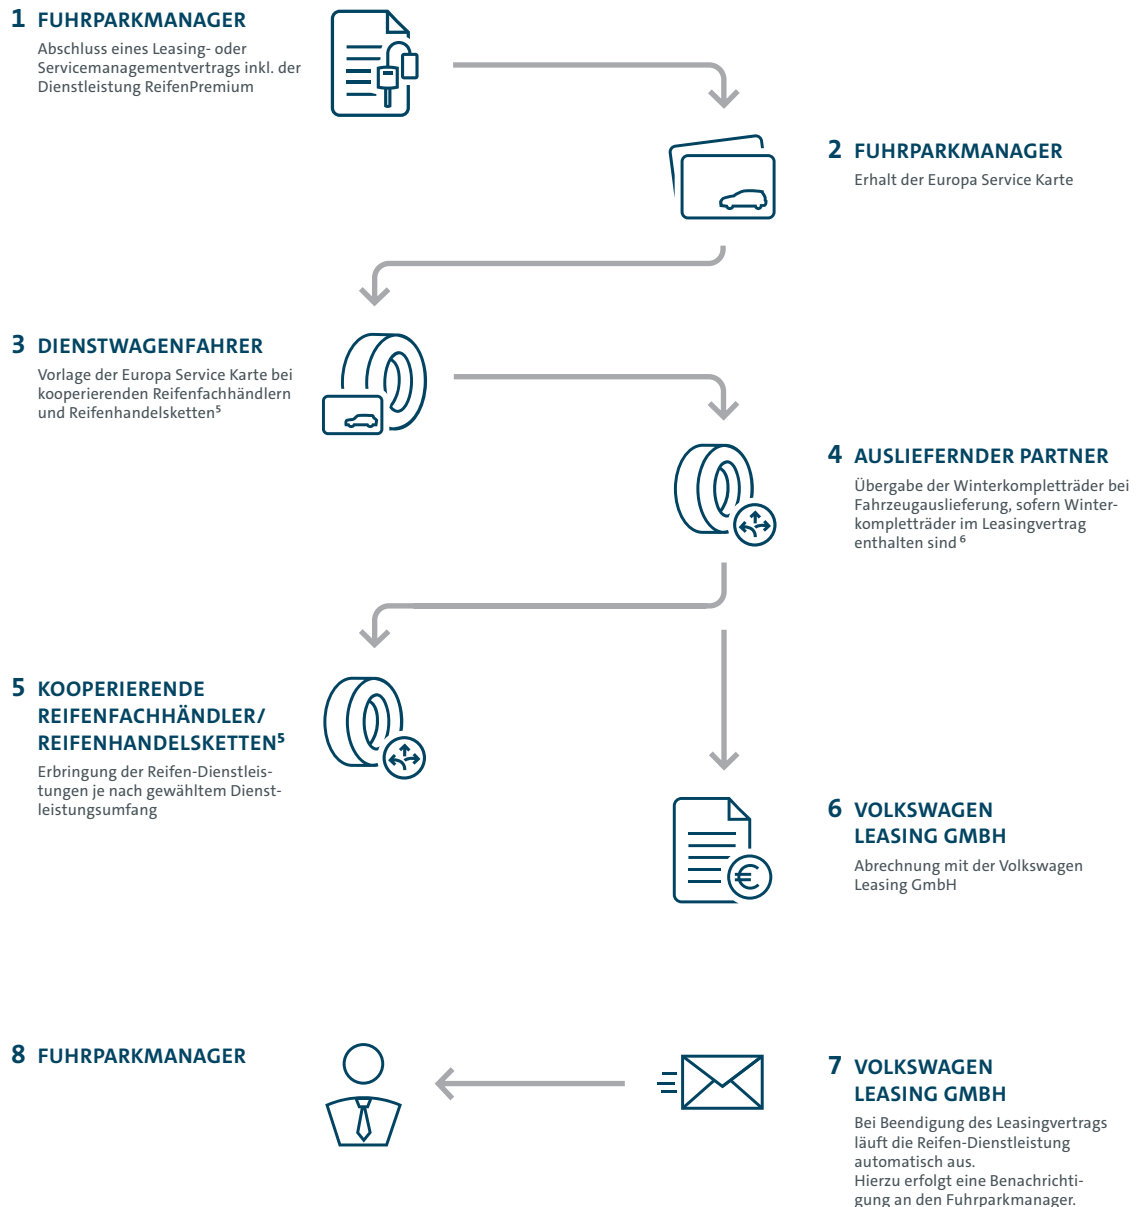 1 FUHRPARKMANAGER
Abschluss eines Leasing- oder
Servicemanagementvertrags inkl. der
Dienstleistung ReifenPremium
2 FUHRPARKMANAGER
Erhalt der Europa Service Karte
3 DIENSTWAGENFAHRER
Vorlage der Europa Service Karte bei
kooperierenden Reifenfachhändlern
und Reifenhandelsketten⁵
4 AUSLIEFERNDER PARTNER
Übergabe der Winterkompletträder bei
Fahrzeugauslieferung, sofern Winter-
kompletträder im Leasingvertrag
enthalten sind ⁶
5 KOOPERIERENDE
REIFENFACHHÄNDLER/
REIFENHANDELSKETTEN⁵
Erbringung der Reifen-Dienstleis-
tungen je nach gewähltem Dienst-
leistungsumfang
6 VOLKSWAGEN
LEASING GMBH
Abrechnung mit der Volkswagen
Leasing GmbH
€
7 VOLKSWAGEN
LEASING GMBH
Bei Beendigung des Leasingvertrags
läuft die Reifen-Dienstleistung
automatisch aus.
Hierzu erfolgt eine Benachrichti-
gung an den Fuhrparkmanager.
8 FUHRPARKMANAGER